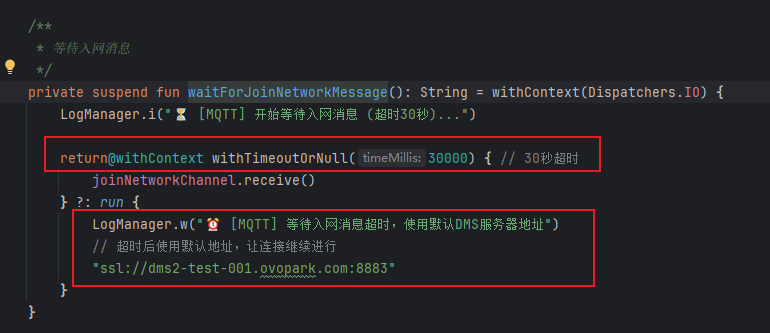 /**
* 等待入网消息
*/
private suspend fun waitForJoinNetworkMessage(): String = withContext(Dispatchers.IO) {
LogManager.i("⏳ [MQTT] 开始等待入网消息 (超时30秒)...")
return@withContext withTimeoutOrNull( timeMillis: 30000) { // 30秒超时
joinNetworkChannel.receive()
} ?: run {
LogManager.w("⏰ [MQTT] 等待入网消息超时，使用默认DMS服务器地址")
// 超时后使用默认地址，让连接继续进行
"ssl://dms2-test-001.ovopark.com:8883"
}
}